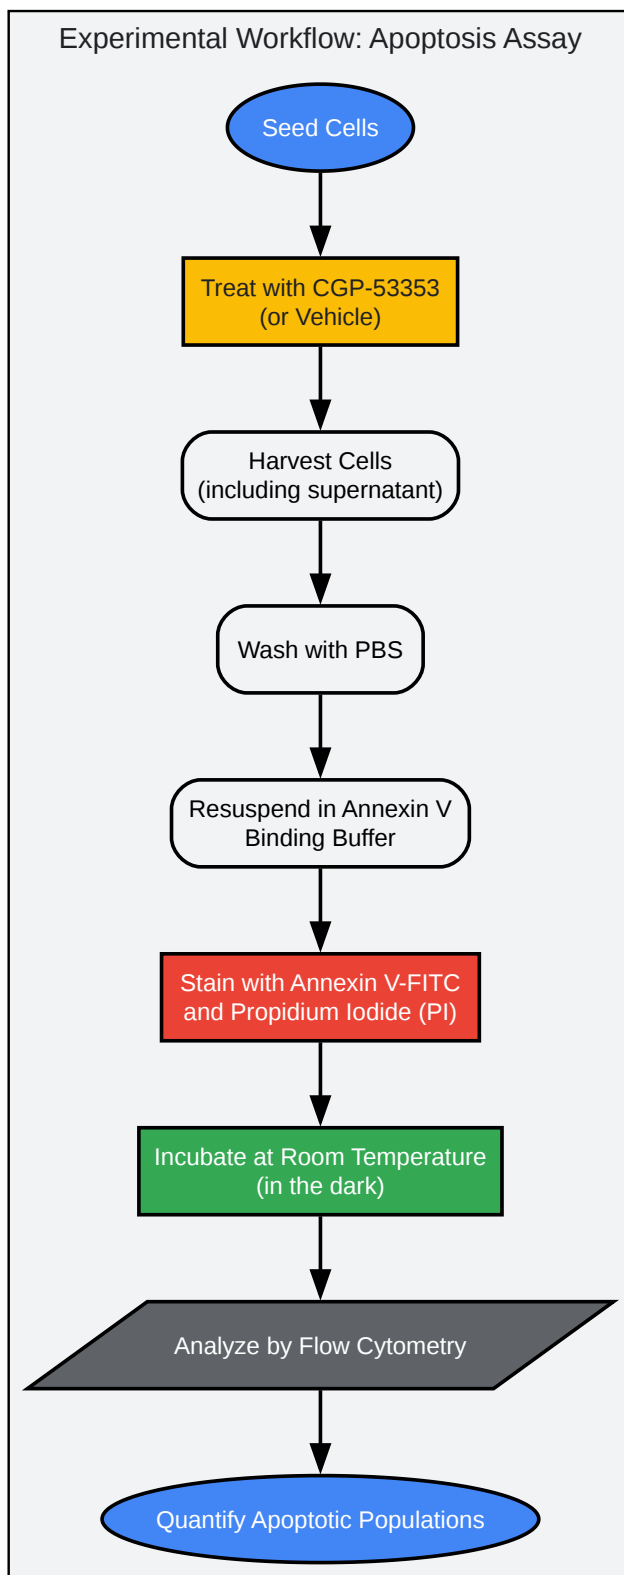 Experimental Workflow: Apoptosis Assay
Seed Cells
Treat with CGP-53353
(or Vehicle)
Harvest Cells
(including supernatant)
Wash with PBS
Resuspend in Annexin V
Binding Buffer
Stain with Annexin V-FITC
and Propidium Iodide (PI)
Incubate at Room Temperature
(in the dark)
Analyze by Flow Cytometry
Quantify Apoptotic Populations